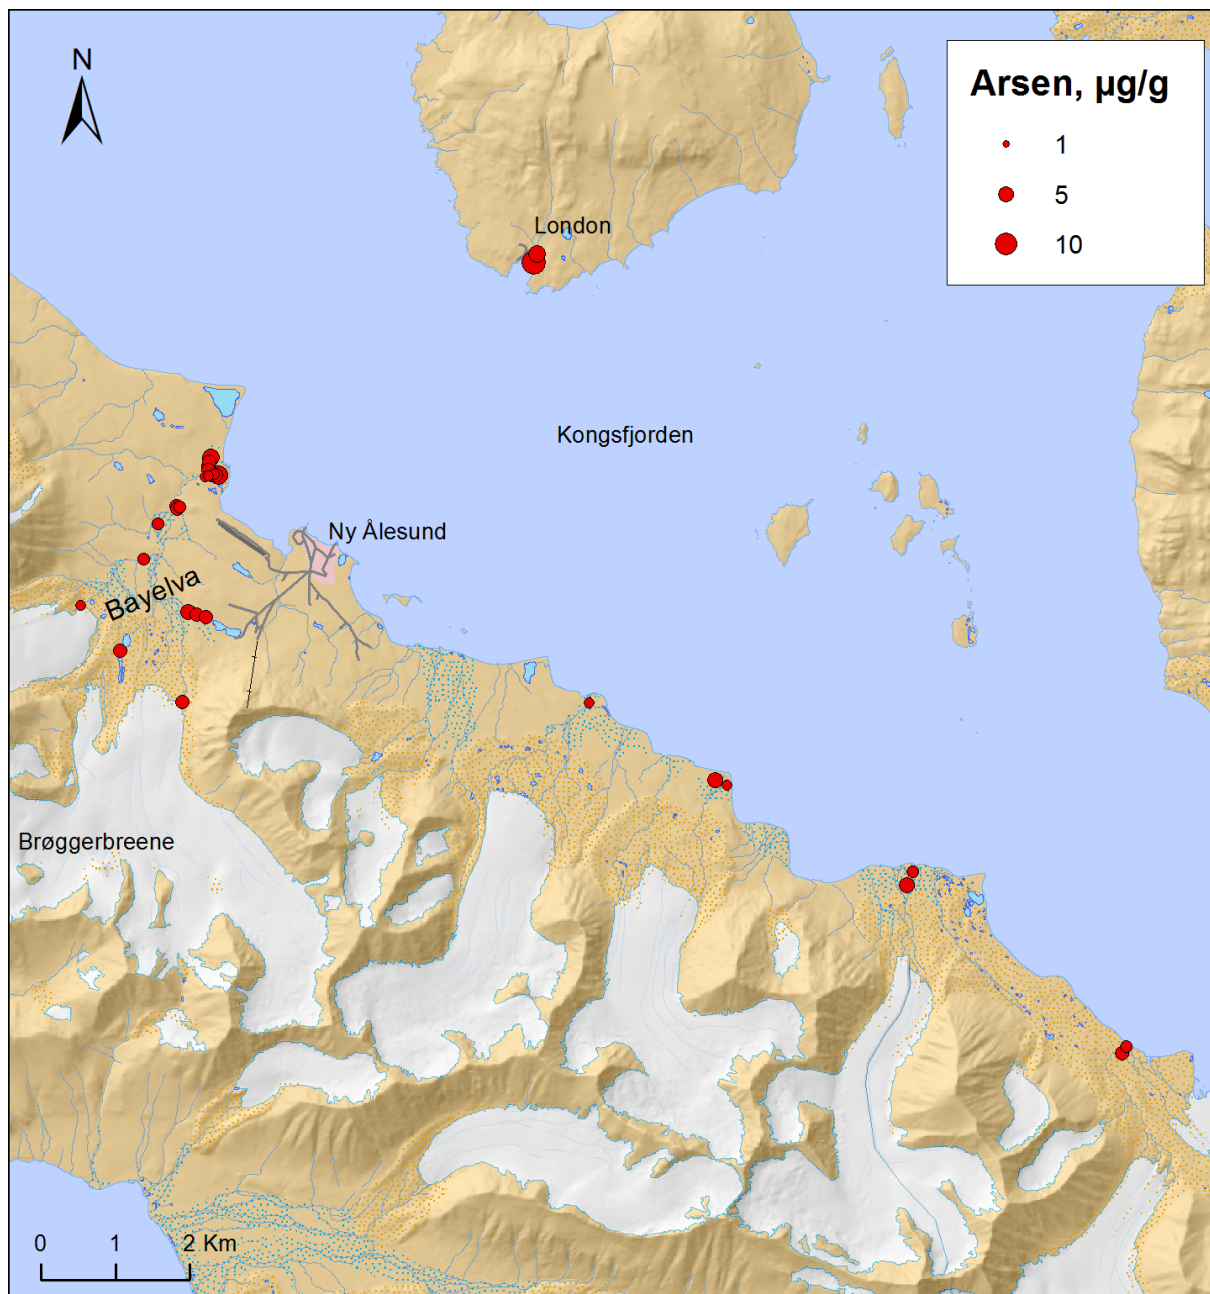 N
Arsen, µg/g
1
5
10
London
Kongsfjorden
Ny Ålesund
Bayelva
Brøggerbreene
0 1 2 Km